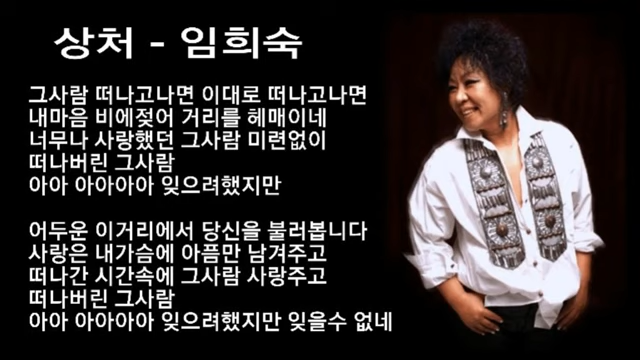 상처 - 임희숙
그사람 떠나고나면 이대로 떠나고나면
내마음 비에젖어 거리를 헤매이네
너무나 사랑했던 그사람 미련없이
떠나버린 그사람
아아 아아아아 잊으려했지만
어두운 이거리에서 당신을 불러봅니다
사랑은 내가슴에 아픔만 남겨주고
떠나간 시간속에 그사람 사랑주고
떠나버린 그사람
아아 아아아아 잊으려했지만 잊을수 없네